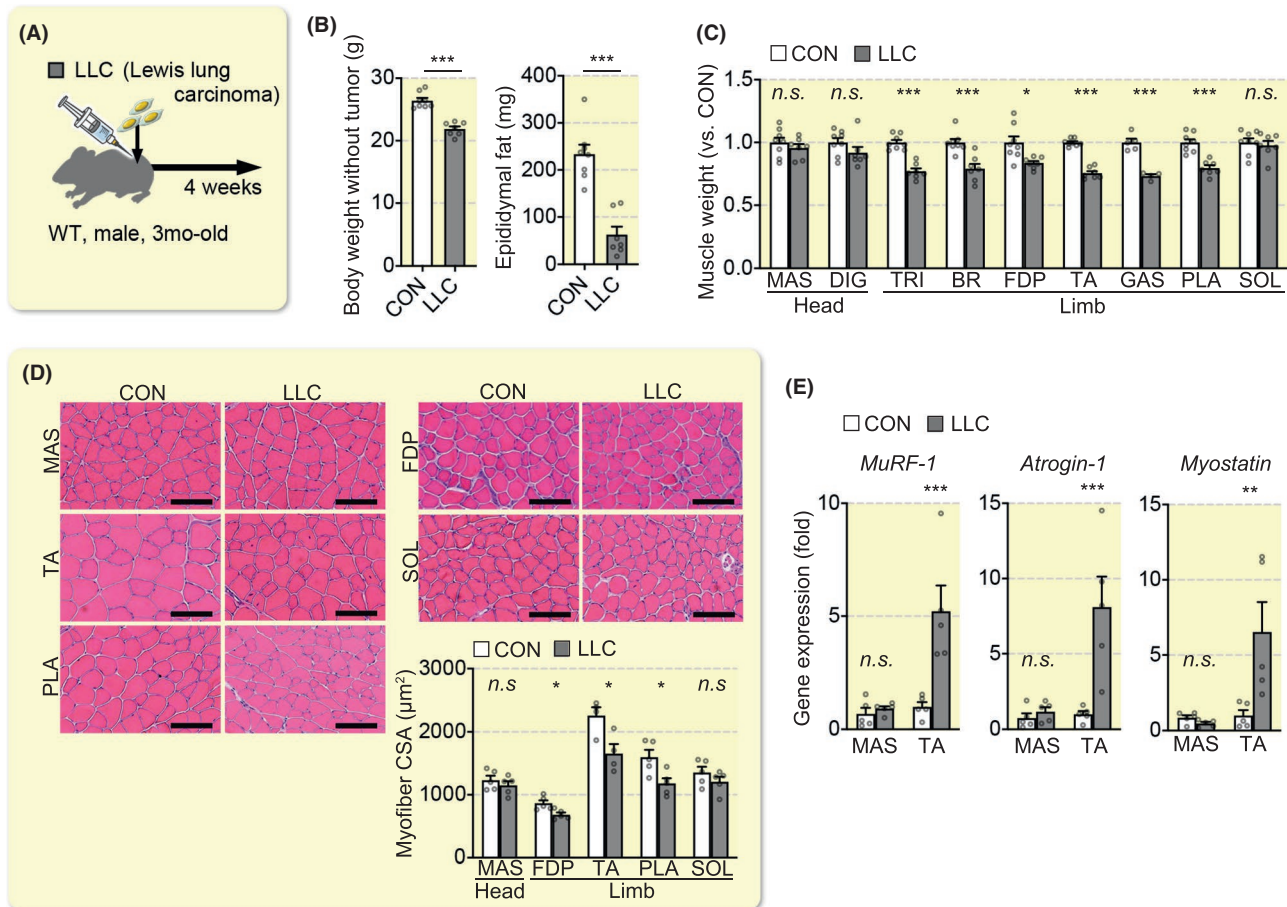 (A)
LLC (Lewis lung
carcinoma)
4 weeks
WT, male, 3mo-old
(B)
Body weight without tumor (g)
***
30
20
10
0
CON
LLC
Epididymal fat (mg)
***
400
300
200
100
0
CON
LLC
(C)
CON LLC
Muscle weight (vs. CON)
1.5
1.0
0.5
0.0
n.s. n.s. *** *** * *** *** *** n.s.
MAS DIG TRI BR FDP TA GAS PLA SOL
Head Limb
(D)
CON LLC
MAS
TA
PLA
CON LLC
FDP
SOL
CON LLC
Myofiber CSA (µm²)
3000
2000
1000
0
n.s * * * n.s
MAS FDP TA PLA SOL
Head Limb
(E)
CON LLC
Gene expression (fold)
MuRF-1
***
10
5
0
n.s.
MAS TA
Atrogin-1
***
15
10
5
0
n.s.
MAS TA
Myostatin
**
15
10
5
0
n.s.
MAS TA